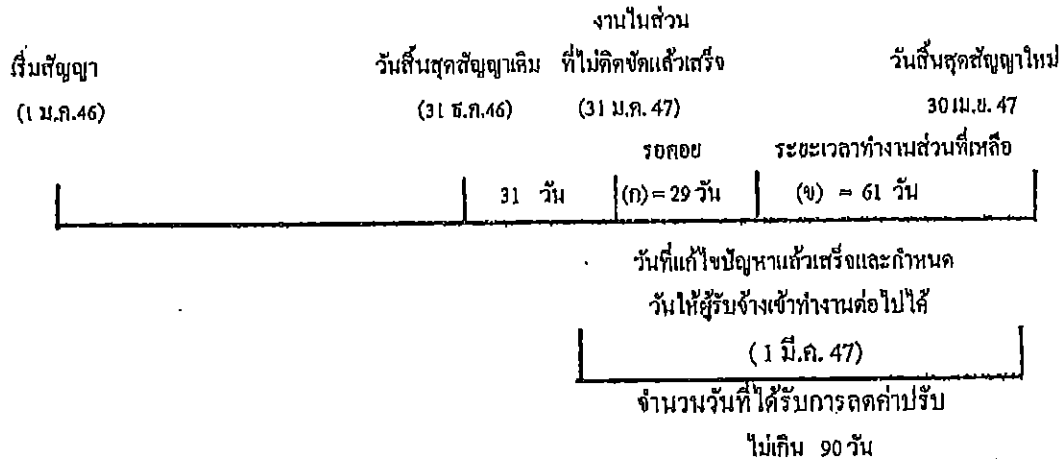 งานในส่วน
เริ่มสัญญา วันสิ้นสุดสัญญาเดิม ที่ไม่ติดขัดแล้วเสร็จ วันสิ้นสุดสัญญาใหม่
(1 ม.ค.46) (31 ธ.ค.46) (31 ม.ค. 47) 30 เม.ย. 47
รอคอย ระยะเวลาทำงานส่วนที่เหลือ
31 วัน (ก) = 29 วัน (ข) = 61 วัน
วันที่แก้ไขปัญหาแล้วเสร็จและกำหนด
วันให้ผู้รับจ้างเข้าทำงานต่อไปได้
(1 มี.ค. 47)
จำนวนวันที่ได้รับการลดค่าปรับ
ไม่เกิน 90 วัน